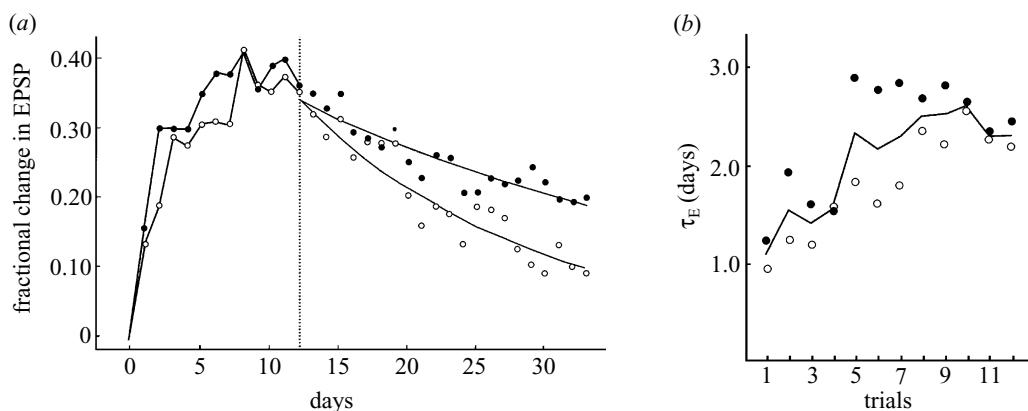 (a)
fractional change in EPSP
0.40
0.30
0.20
0.10
0
0 5 10 15 20 25 30
days
(b)
τE (days)
3.0
2.0
1.0
1 3 5 7 9 11
trials